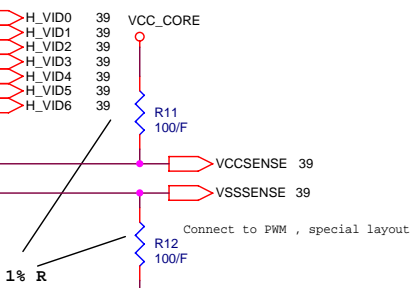 H_VID0 39
VCC_CORE
H_VID1 39
H_VID2 39
H_VID3 39
H_VID4 39
H_VID5 39
H_VID6 39
R11
100/F
VCCSENSE 39
VSSSENSE 39
Connect to PWM , special layout
R12
100/F
1% R